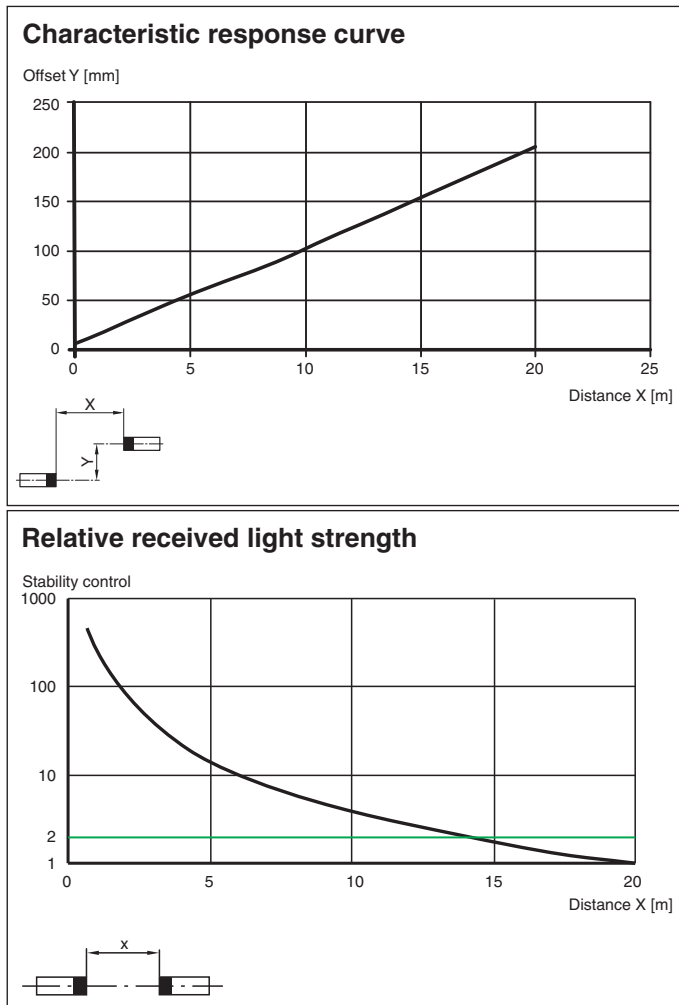 Characteristic response curve
Offset Y [mm]
250
200
150
100
50
0
0 5 10 15 20 25
Distance X [m]
X
Y
Relative received light strength
Stability control
1000
100
10
2
1
0 5 10 15 20
Distance X [m]
x